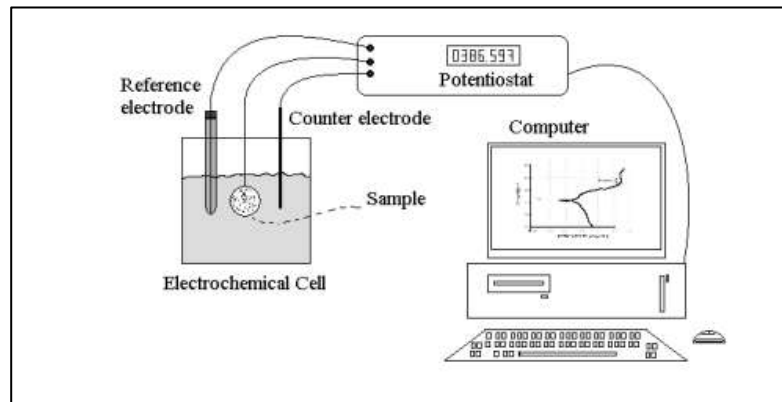 0386.597
Potentiostat
Reference
electrode
Counter electrode
Computer
Sample
Electrochemical Cell